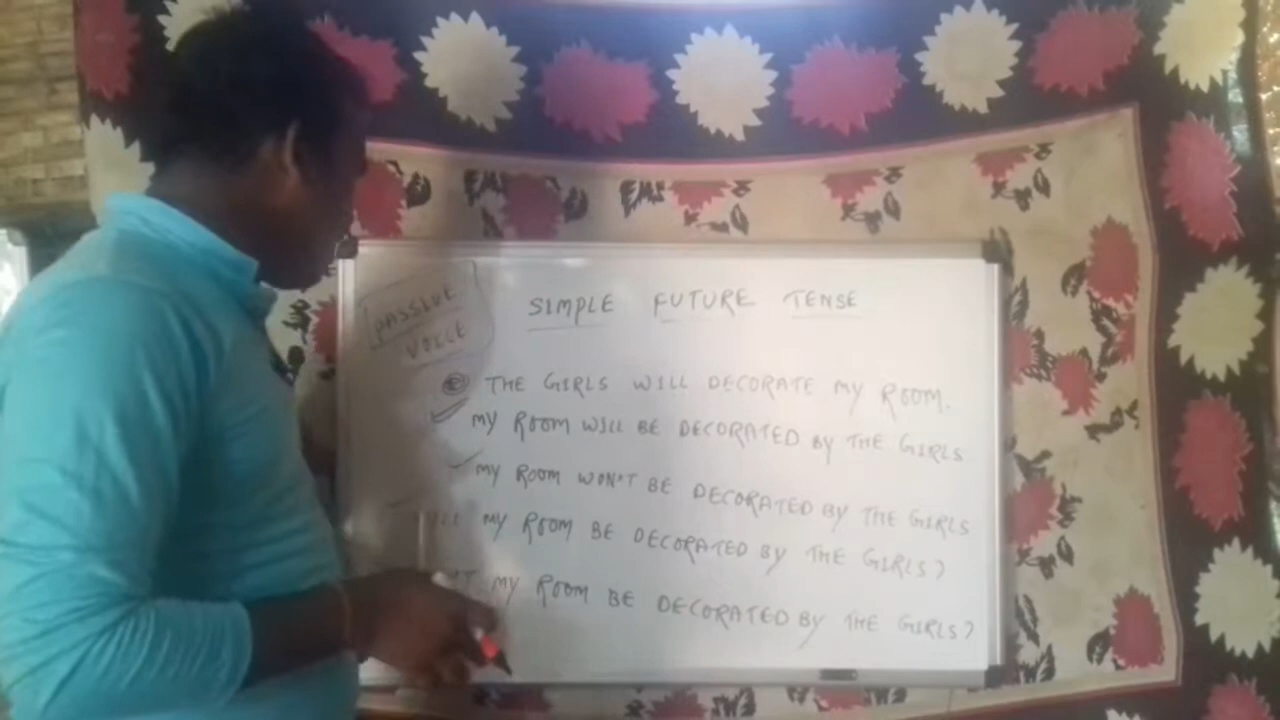 PASSIVE
VOICE
SIMPLE FUTURE TENSE
THE GIRLS WILL DECORATE MY ROOM.
MY ROOM WILL BE DECORATED BY THE GIRLS
MY ROOM WON'T BE DECORATED BY THE GIRLS
MY ROOM BE DECORATED BY THE GIRLS?
MY ROOM BE DECORATED BY THE GIRLS?